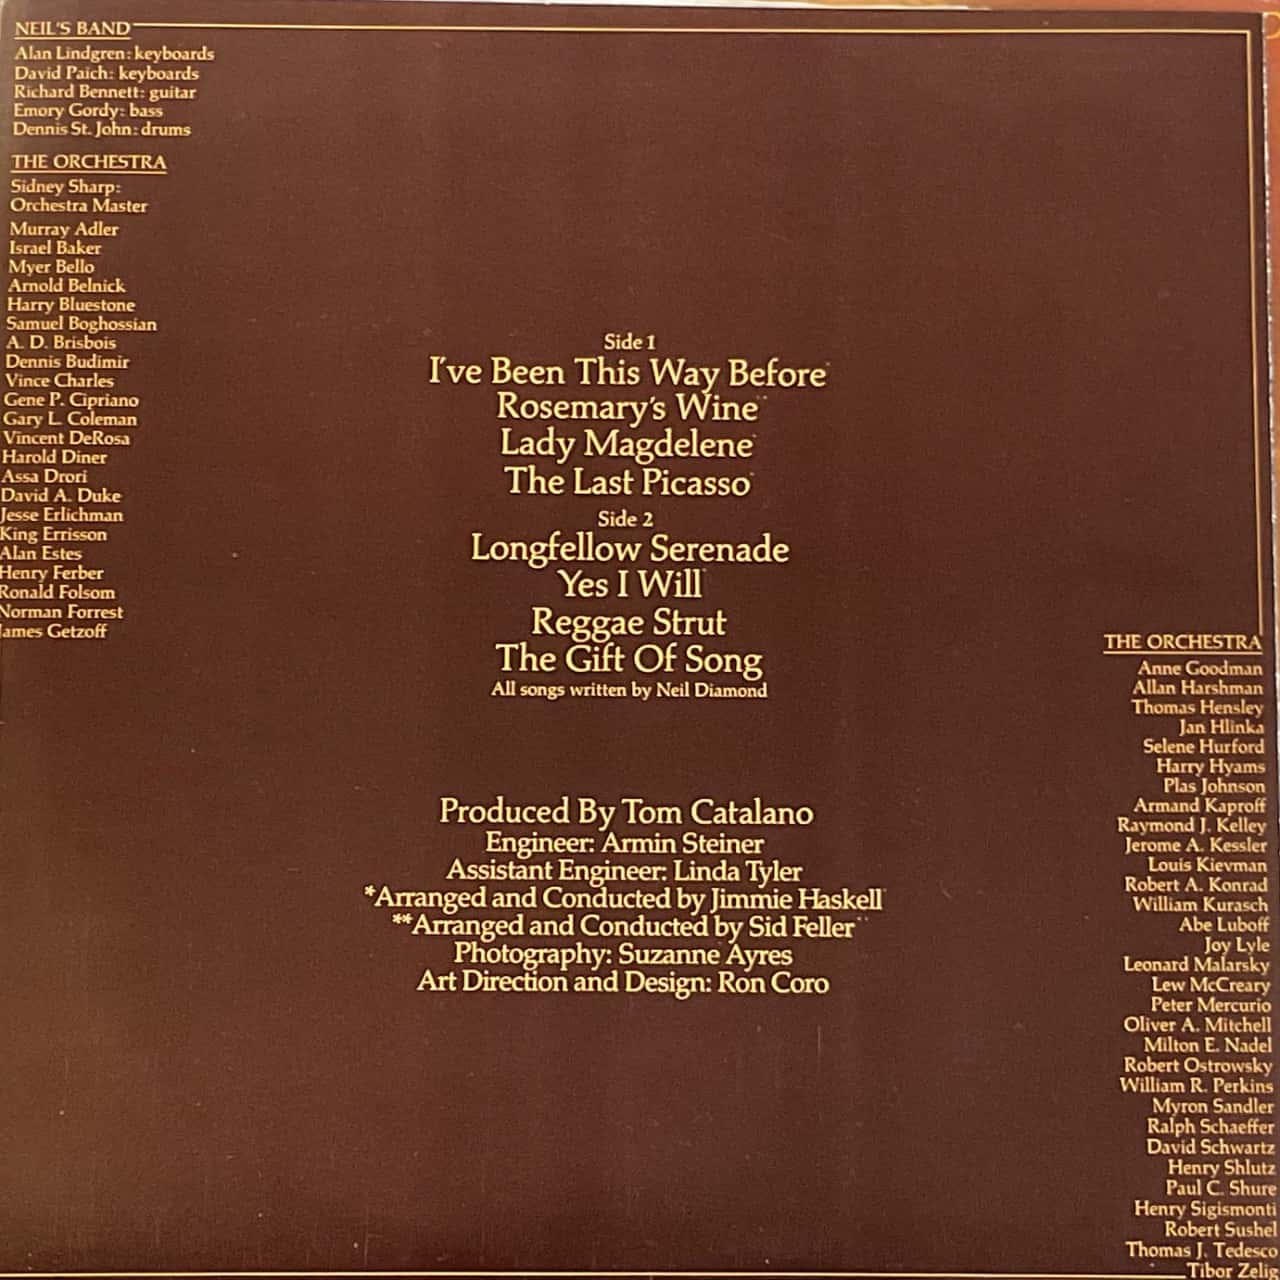 NEIL'S BAND
Alan Lindgren: keyboards
David Paich: keyboards
Richard Bennett: guitar
Emory Gordy: bass
Dennis St. John: drums
THE ORCHESTRA
Sidney Sharp:
Orchestra Master
Murray Adler
Israel Baker
Myer Bello
Arnold Belnick
Harry Bluestone
Samuel Boghossian
A. D. Brisbois
Dennis Budimir
Vince Charles
Gene P. Cipriano
Gary L. Coleman
Vincent DeRosa
Harold Diner
Assa Drori
David A. Duke
Jesse Erlichman
King Errisson
Alan Estes
Henry Ferber
Ronald Folsom
Norman Forrest
James Getzoff
Side 1
I've Been This Way Before*
Rosemary's Wine**
Lady Magdelene*
The Last Picasso*
Side 2
Longfellow Serenade
Yes I Will*
Reggae Strut
The Gift Of Song
All songs written by Neil Diamond
Produced By Tom Catalano
Engineer: Armin Steiner
Assistant Engineer: Linda Tyler
*Arranged and Conducted by Jimmie Haskell*
**Arranged and Conducted by Sid Feller**
Photography: Suzanne Ayres
Art Direction and Design: Ron Coro
THE ORCHESTRA
Anne Goodman
Allan Harshman
Thomas Hensley
Jan Hlinka
Selene Hurford
Harry Hyams
Plas Johnson
Armand Kaproff
Raymond J. Kelley
Jerome A. Kessler
Louis Kievman
Robert A. Konrad
William Kurasch
Abe Luboff
Joy Lyle
Leonard Malarsky
Lew McCreary
Peter Mercurio
Oliver A. Mitchell
Milton E. Nadel
Robert Ostrowsky
William R. Perkins
Myron Sandler
Ralph Schaeffer
David Schwartz
Henry Shlutz
Paul C. Shure
Henry Sigismonti
Robert Sushel
Thomas J. Tedesco
Tibor Zelig